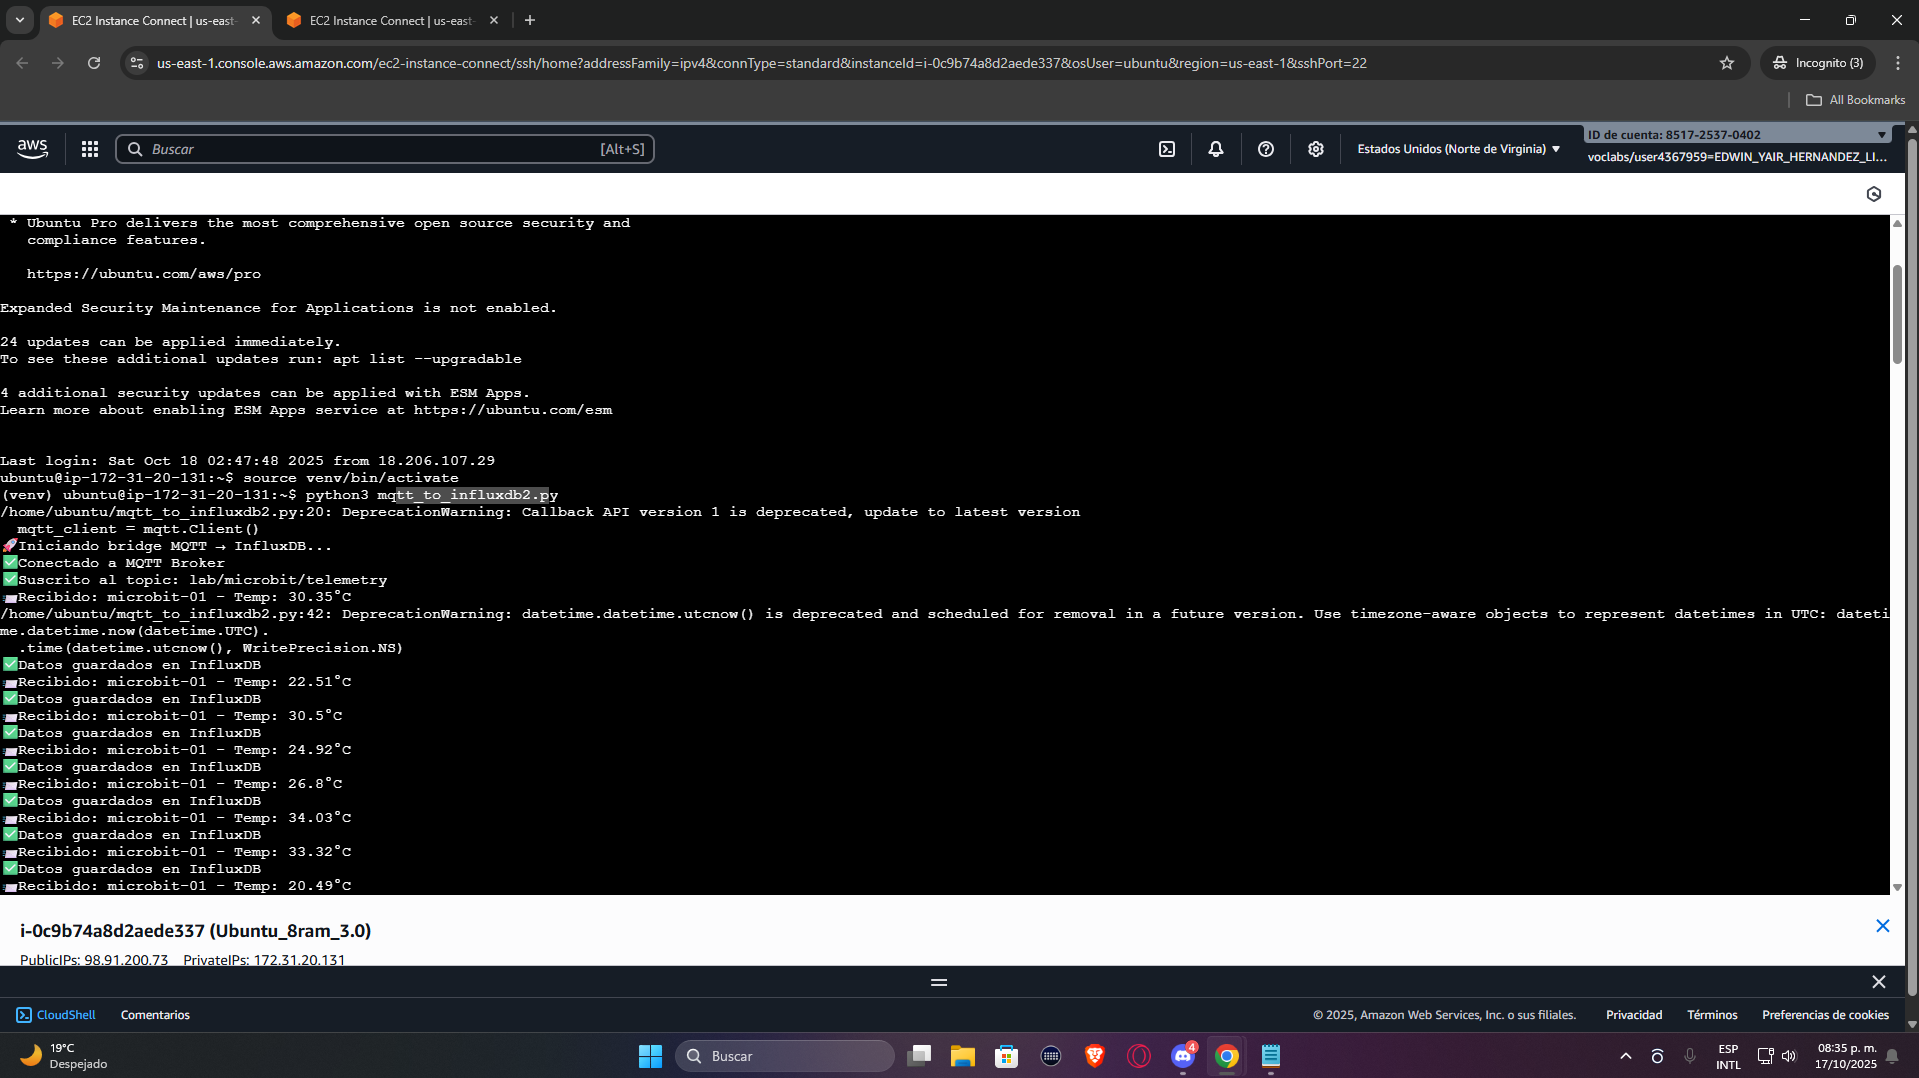 EC2 Instance Connect | us-east-
EC2 Instance Connect | us-east-
us-east-1.console.aws.amazon.com/ec2-instance-connect/ssh/home?addressFamily=ipv4&connType=standard&instanceId=i-0c9b74a8d2aede337&osUser=ubuntu&region=us-east-1&sshPort=22
Incognito (3)
All Bookmarks
aws
Buscar
[Alt+S]
Estados Unidos (Norte de Virginia)
ID de cuenta: 8517-2537-0402
voclabs/user4367959=EDWIN_YAIR_HERNANDEZ_LI...
* Ubuntu Pro delivers the most comprehensive open source security and
compliance features.
https://ubuntu.com/aws/pro
Expanded Security Maintenance for Applications is not enabled.
24 updates can be applied immediately.
To see these additional updates run: apt list --upgradable
4 additional security updates can be applied with ESM Apps.
Learn more about enabling ESM Apps service at https://ubuntu.com/esm
Last login: Sat Oct 18 02:47:48 2025 from 18.206.107.29
ubuntu@ip-172-31-20-131:~$ source venv/bin/activate
(venv) ubuntu@ip-172-31-20-131:~$ python3 mqtt_to_influxdb2.py
/home/ubuntu/mqtt_to_influxdb2.py:20: DeprecationWarning: Callback API version 1 is deprecated, update to latest version
mqtt_client = mqtt.Client()
🚀Iniciando bridge MQTT → InfluxDB...
✅Conectado a MQTT Broker
✅Suscrito al topic: lab/microbit/telemetry
📨Recibido: microbit-01 - Temp: 30.35°C
/home/ubuntu/mqtt_to_influxdb2.py:42: DeprecationWarning: datetime.datetime.utcnow() is deprecated and scheduled for removal in a future version. Use timezone-aware objects to represent datetimes in UTC: dateti
me.datetime.now(datetime.UTC).
.time(datetime.utcnow(), WritePrecision.NS)
✅Datos guardados en InfluxDB
📨Recibido: microbit-01 - Temp: 22.51°C
✅Datos guardados en InfluxDB
📨Recibido: microbit-01 - Temp: 30.5°C
✅Datos guardados en InfluxDB
📨Recibido: microbit-01 - Temp: 24.92°C
✅Datos guardados en InfluxDB
📨Recibido: microbit-01 - Temp: 26.8°C
✅Datos guardados en InfluxDB
📨Recibido: microbit-01 - Temp: 34.03°C
✅Datos guardados en InfluxDB
📨Recibido: microbit-01 - Temp: 33.32°C
✅Datos guardados en InfluxDB
📨Recibido: microbit-01 - Temp: 20.49°C
i-0c9b74a8d2aede337 (Ubuntu_8ram_3.0)
PublicIPs: 98.91.200.73 PrivateIPs: 172.31.20.131
CloudShell
Comentarios
© 2025, Amazon Web Services, Inc. o sus filiales.
Privacidad
Términos
Preferencias de cookies
19°C
Despejado
Buscar
4
ESP
INTL
08:35 p. m.
17/10/2025